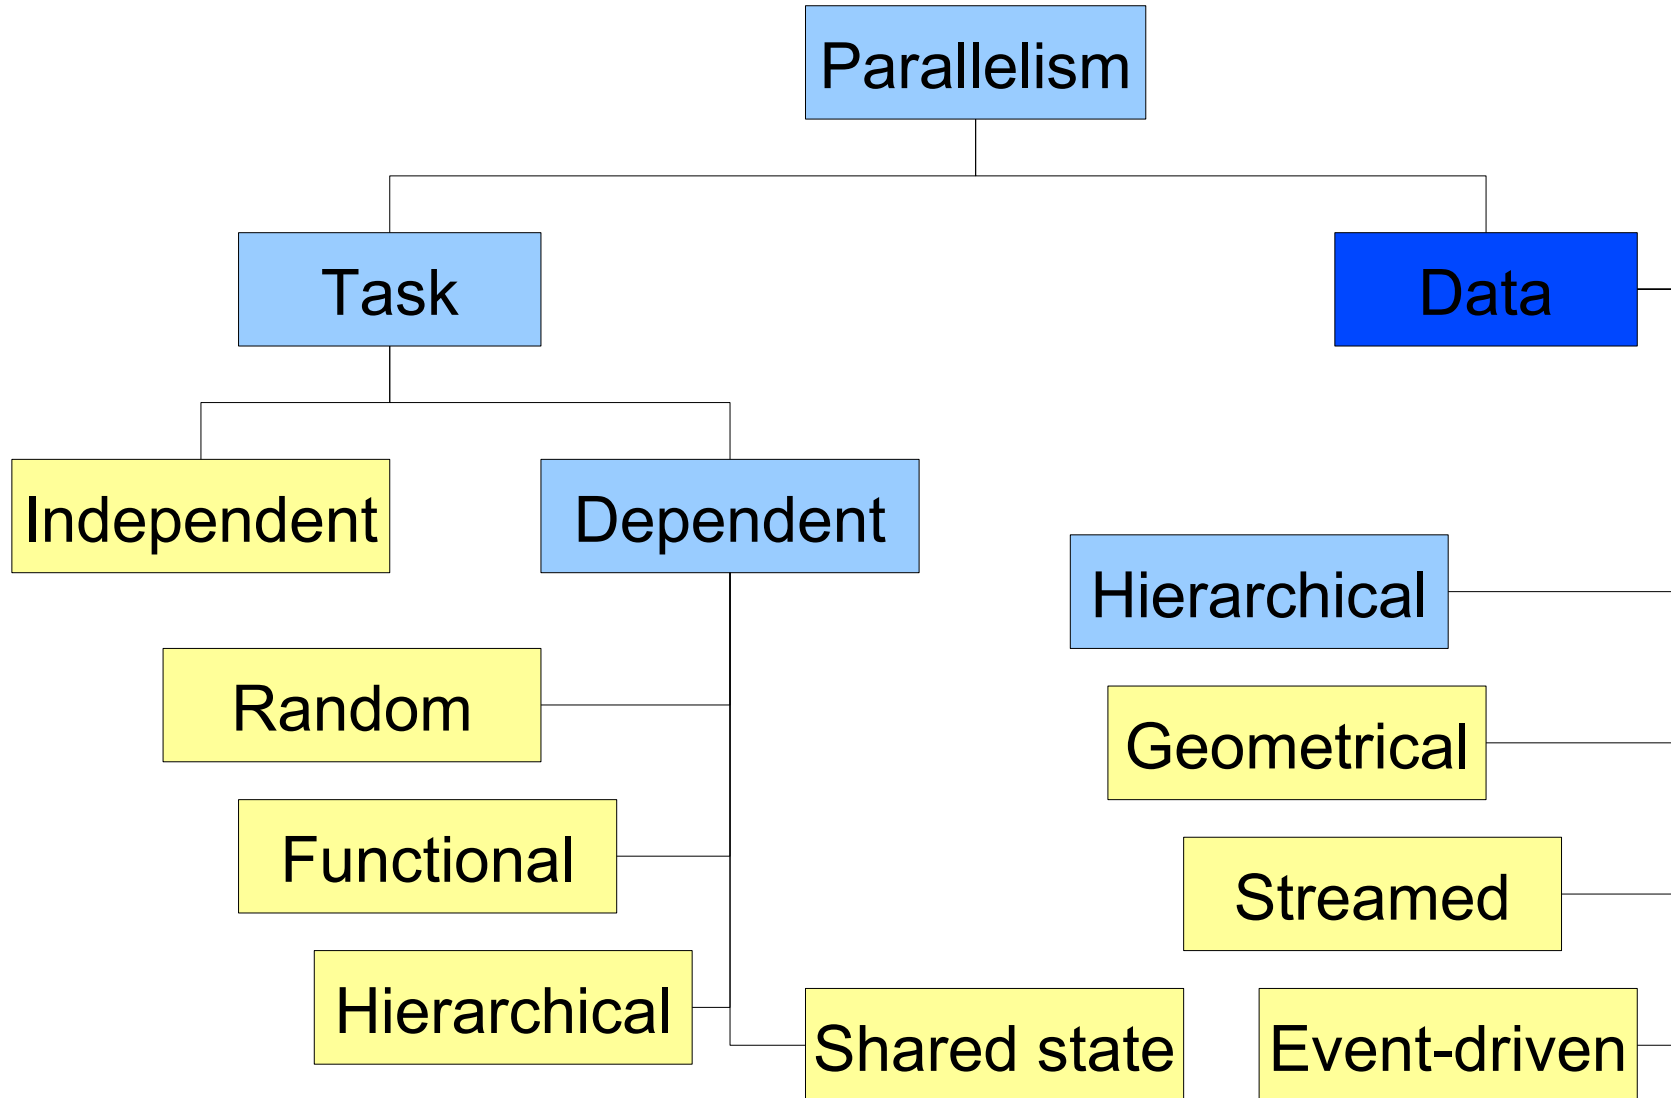 Parallelism
Task
Data
Independent
Dependent
Hierarchical
Random
Geometrical
Functional
Streamed
Hierarchical
Shared state
Event-driven